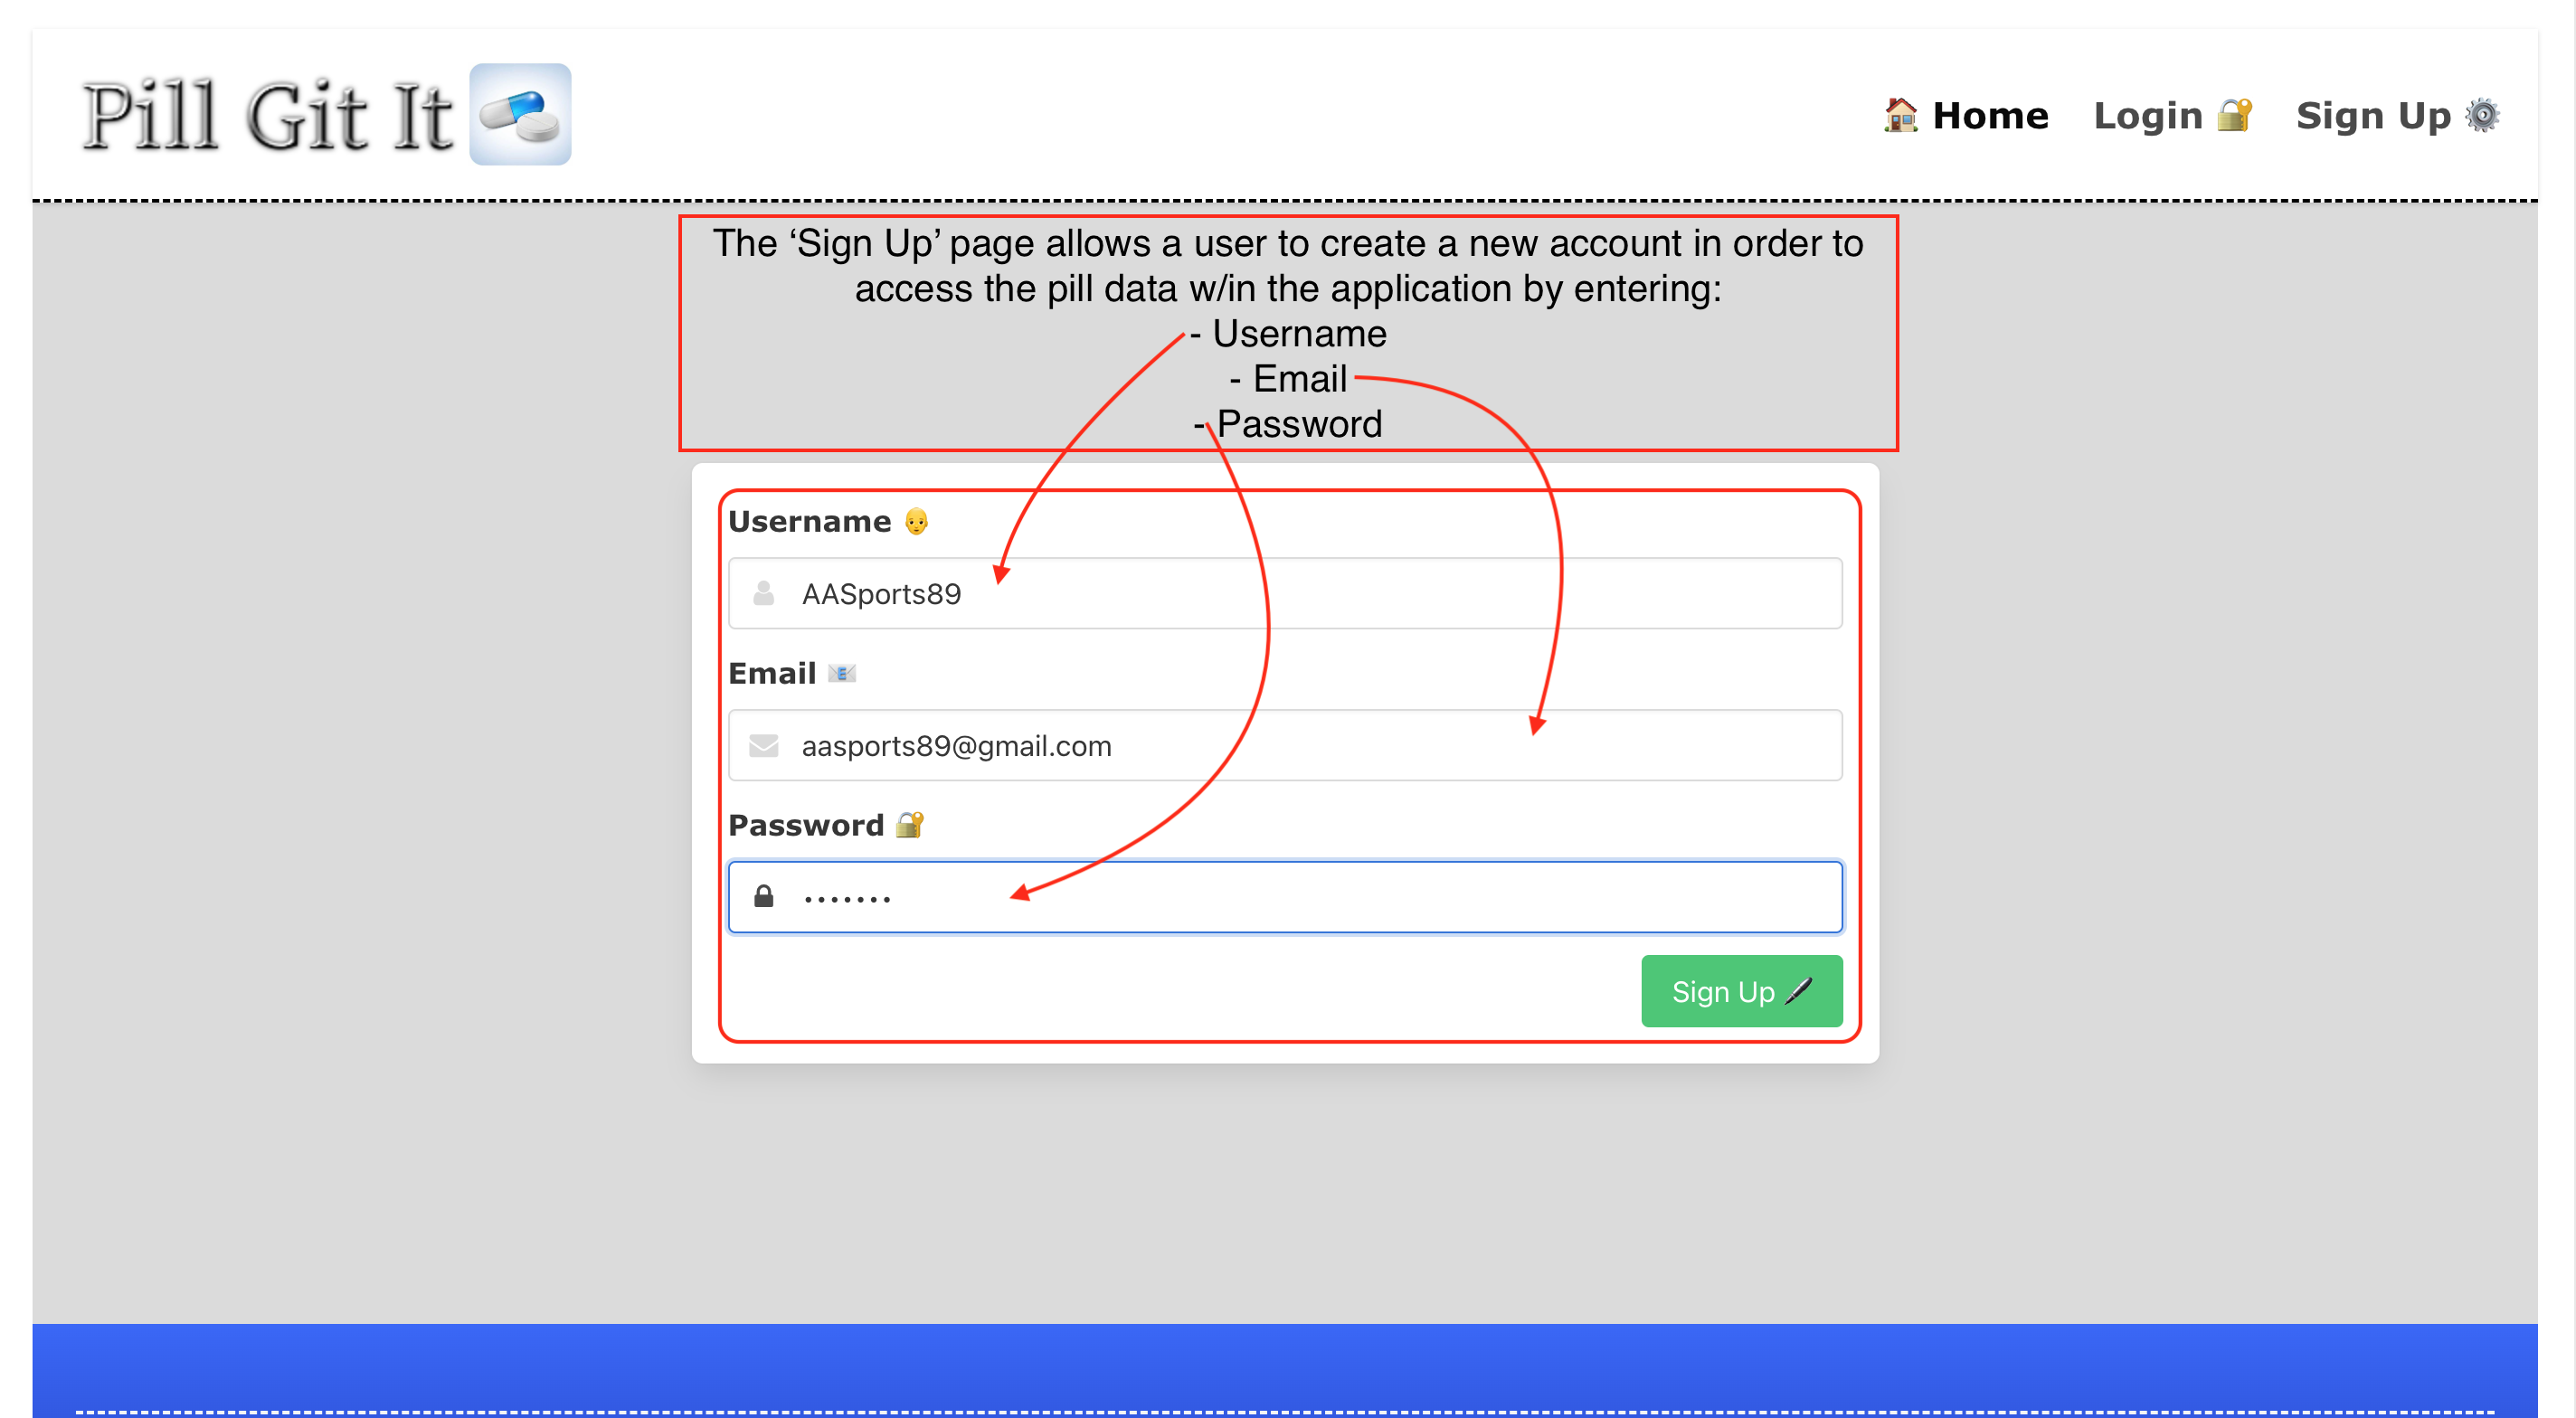 Pill Git It
Home Login Sign Up
The ‘Sign Up’ page allows a user to create a new account in order to
access the pill data w/in the application by entering:
- Username
- Email
- Password
Username
AASports89
Email
aasports89@gmail.com
Password
•••••••
Sign Up